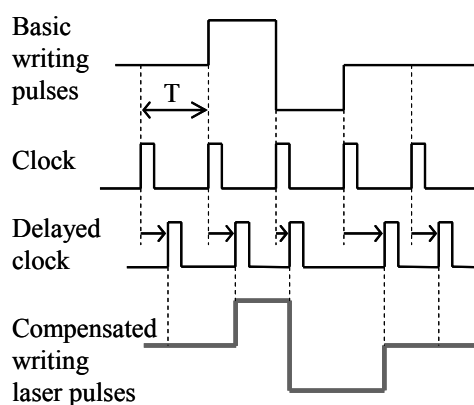 Basic
writing
pulses
T
Clock
Delayed
clock
Compensated
writing
laser pulses